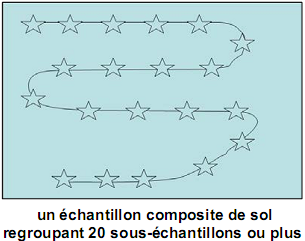 un échantillon composite de sol
regroupant 20 sous-échantillons ou plus